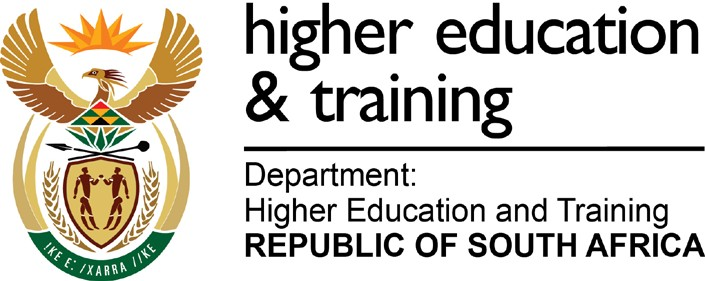 higher education
& training
Department:
Higher Education and Training
REPUBLIC OF SOUTH AFRICA
!KE E: /XARRA //KE